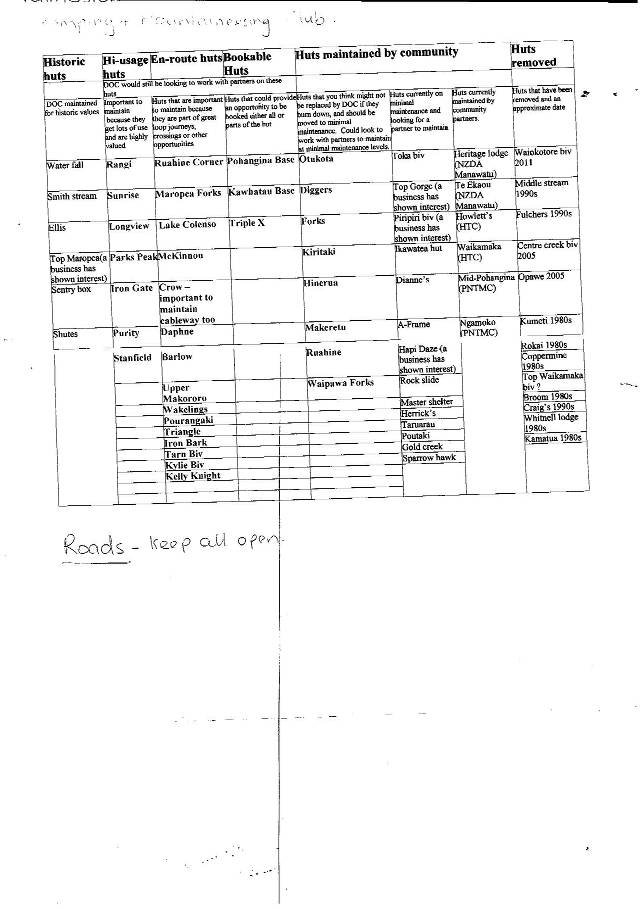 Camping + Mountaineering Club.
Historic huts
Hi-usage huts
En-route huts
Bookable Huts
Huts maintained by community
Huts removed
DOC would still be looking to work with partners on these huts
DOC maintained
for historic values
Important to
maintain
because they
get lots of use
and are highly
valued
Huts that are important
to maintain because
they are part of great
loop journeys,
crossings or other
opportunities
Huts that could provide
an opportunity to be
booked either all or
parts of the hut
Huts that you think might not
be replaced by DOC if they
burn down, and should be
moved to minimal
maintenance. Could look to
work with partners to maintain
at minimal maintenance levels.
Huts currently on
minimal
maintenance and
looking for a
partner to maintain
Huts currently
maintained by
community
partners.
Huts that have been
removed and an
approximate date
Water fall
Rangi
Ruahine Corner
Pohangina Base
Otukota
Toka biv
Heritage lodge
(NZDA
Manawatu)
Waiokotore biv
2011
Smith stream
Sunrise
Maropea Forks
Kawhatau Base
Diggers
Top Gorge (a
business has
shown interest)
Te Ekaou
(NZDA
Manawatu)
Middle stream
1990s
Ellis
Longview
Lake Colenso
Triple X
Forks
Piripiri biv (a
business has
shown interest)
Howlett's
(HTC)
Fulchers 1990s
Top Maropea(a
business has
shown interest)
Parks Peak
McKinnon
Kiritaki
Ikawatea hut
Waikamaka
(HTC)
Centre creek biv
2005
Sentry box
Iron Gate
Crow –
important to
maintain
cableway too
Hinerua
Dianne's
Mid-Pohangina
(PNTMC)
Opawe 2005
Shutes
Purity
Daphne
Makeretu
A-Frame
Ngamoko
(PNTMC)
Kumeti 1980s
Stanfield
Barlow
Ruahine
Hapi Daze (a
business has
shown interest)
Rokai 1980s
Coppermine
1980s
Upper
Makororo
Waipawa Forks
Rock slide
Top Waikamaka
biv ?
Wakelings
Master shelter
Broom 1980s
Pourangaki
Herrick's
Craig's 1990s
Triangle
Taruarau
Whitnell lodge
1980s
Iron Bark
Poutaki
Kamatua 1980s
Tarn Biv
Gold creek
Kylie Biv
Sparrow hawk
Kelly Knight
Roads - keep all open.